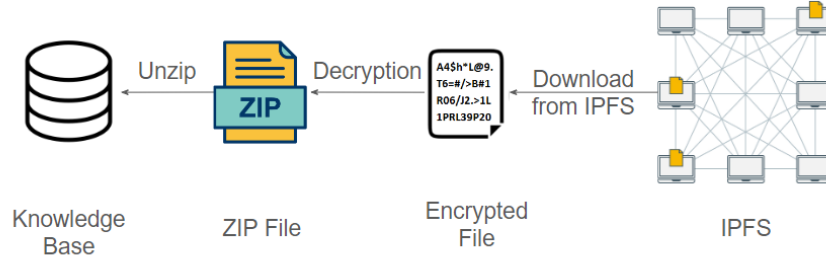 Unzip
ZIP
Decryption
A4$h*L@9.
T6=#/>B#1
R06/J2.>1L
1PRL39P20
Download
from IPFS
Knowledge
Base
ZIP File
Encrypted
File
IPFS